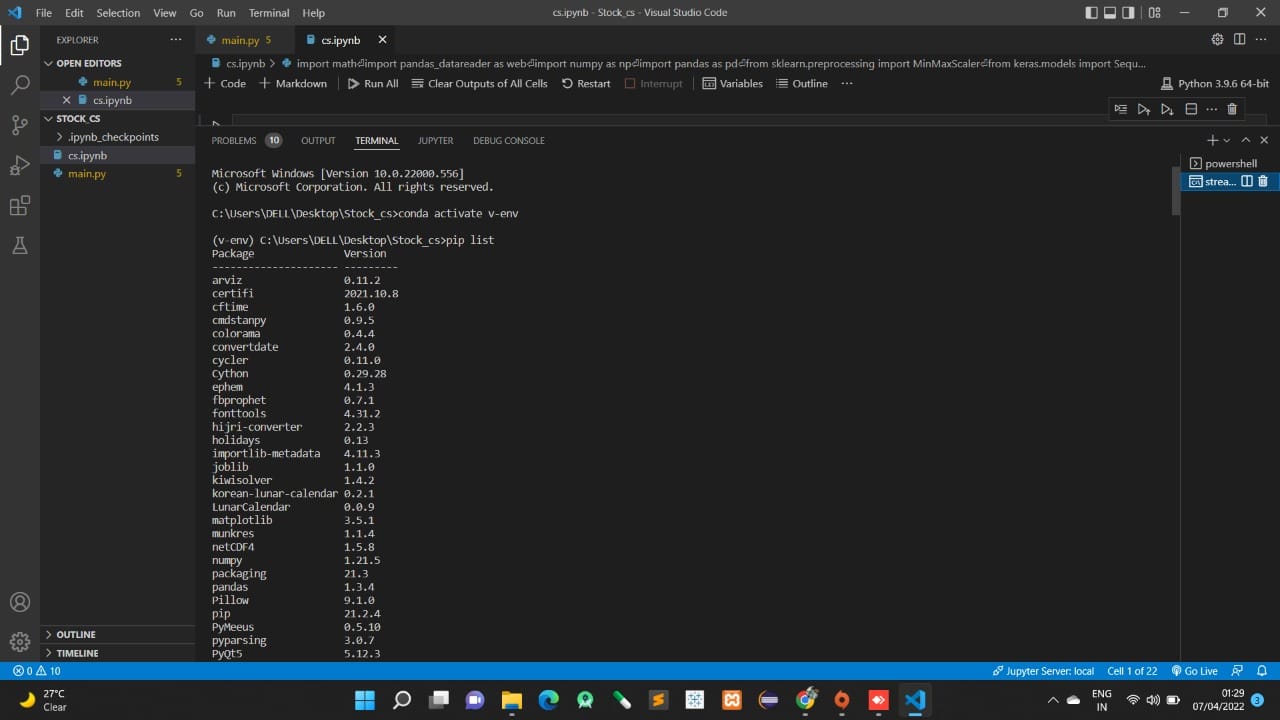 File Edit Selection View Go Run Terminal Help
cs.ipynb - Stock_cs - Visual Studio Code
EXPLORER
OPEN EDITORS
main.py 5
cs.ipynb
STOCK_CS
.ipynb_checkpoints
cs.ipynb
main.py 5
OUTLINE
TIMELINE
main.py 5 cs.ipynb
cs.ipynb > import math⏎import pandas_datareader as web⏎import numpy as np⏎import pandas as pd⏎from sklearn.preprocessing import MinMaxScaler⏎from keras.models import Sequ...
+ Code + Markdown Run All Clear Outputs of All Cells Restart Interrupt Variables Outline ... Python 3.9.6 64-bit
PROBLEMS 10 OUTPUT TERMINAL JUPYTER DEBUG CONSOLE
Microsoft Windows [Version 10.0.22000.556]
(c) Microsoft Corporation. All rights reserved.
C:\Users\DELL\Desktop\Stock_cs>conda activate v-env
(v-env) C:\Users\DELL\Desktop\Stock_cs>pip list
Package Version
--------------------- ---------
arviz 0.11.2
certifi 2021.10.8
cftime 1.6.0
cmdstanpy 0.9.5
colorama 0.4.4
convertdate 2.4.0
cycler 0.11.0
Cython 0.29.28
ephem 4.1.3
fbprophet 0.7.1
fonttools 4.31.2
hijri-converter 2.2.3
holidays 0.13
importlib-metadata 4.11.3
joblib 1.1.0
kiwisolver 1.4.2
korean-lunar-calendar 0.2.1
LunarCalendar 0.0.9
matplotlib 3.5.1
munkres 1.1.4
netCDF4 1.5.8
numpy 1.21.5
packaging 21.3
pandas 1.3.4
Pillow 9.1.0
pip 21.2.4
PyMeeus 0.5.10
pyparsing 3.0.7
PyQt5 5.12.3
powershell
strea...
0 10
Jupyter Server: local Cell 1 of 22 Go Live
27°C
Clear
ENG
IN
01:29
07/04/2022
3